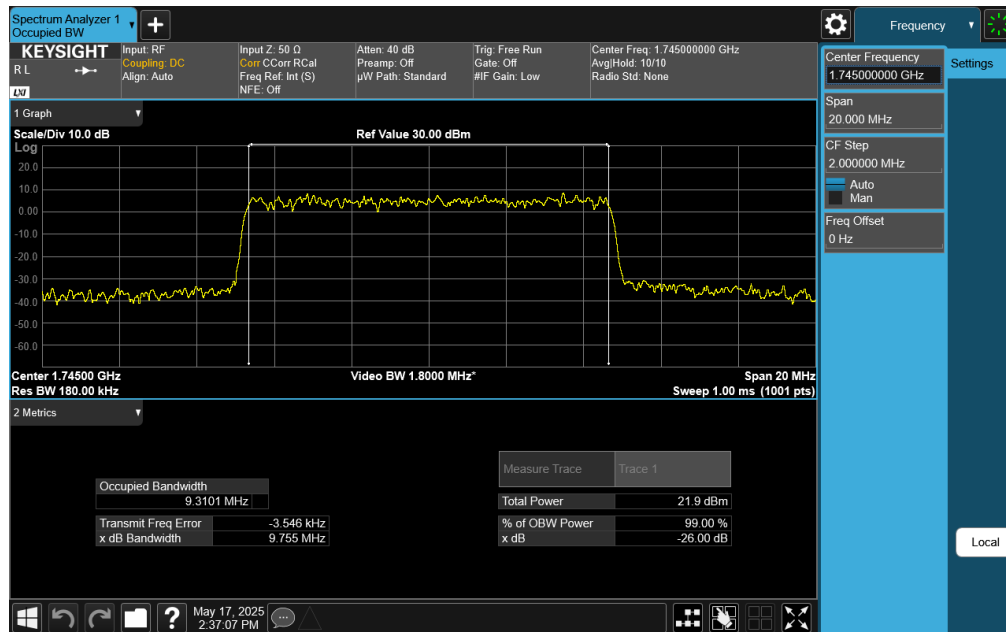 Spectrum Analyzer 1
Occupied BW
▼
+
Frequency
▼
KEYSIGHT
R L
LXI
Input: RF
Coupling: DC
Align: Auto
Input Z: 50 Ω
Corr CCorr RCal
Freq Ref: Int (S)
NFE: Off
Atten: 40 dB
Preamp: Off
µW Path: Standard
Trig: Free Run
Gate: Off
#IF Gain: Low
Center Freq: 1.745000000 GHz
Avg|Hold: 10/10
Radio Std: None
Center Frequency
1.745000000 GHz
Settings
Span
20.000 MHz
CF Step
2.000000 MHz
Auto
Man
Freq Offset
0 Hz
Local
1 Graph ▼
Scale/Div 10.0 dB
Ref Value 30.00 dBm
Log
20.0
10.0
0.00
-10.0
-20.0
-30.0
-40.0
-50.0
-60.0
Center 1.74500 GHz
Video BW 1.8000 MHz*
Span 20 MHz
Res BW 180.00 kHz
Sweep 1.00 ms (1001 pts)
2 Metrics ▼
Measure Trace Trace 1
Occupied Bandwidth
9.3101 MHz
Total Power 21.9 dBm
Transmit Freq Error -3.546 kHz
% of OBW Power 99.00 %
x dB Bandwidth 9.755 MHz
x dB -26.00 dB
?
May 17, 2025
2:37:07 PM